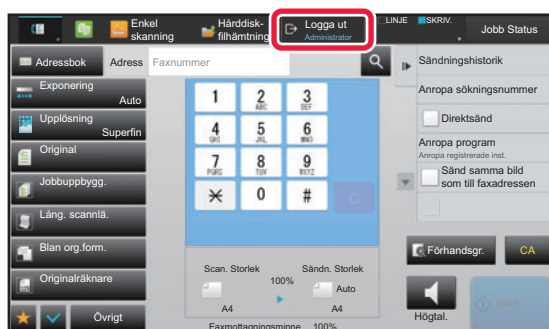 Enkel
skanning
Hårddisk-
filhämtning
Logga ut
Administrator
LINJE
SKRIV.
Jobb Status
Adressbok
Adress
Faxnummer
Sändningshistorik
Exponering
Auto
Anropa sökningsnummer
Upplösning
Superfin
Direktsänd
Original
Anropa program
Anropa registrerade inst.
Jobbuppbygg.
Sänd samma bild
som till faxadressen
Lång. scannlä.
Blan org.form.
Originalräknare
Övrigt
1
2
ABC
3
DEF
4
GHI
5
JKL
6
MNO
7
PQRS
8
TUV
9
WXYZ
0
#
C
Scan. Storlek
100%
Sändn. Storlek
Auto
A4
A4
Faxmottagningsminne 100%
Förhandsgr.
CA
Högtal.
Start